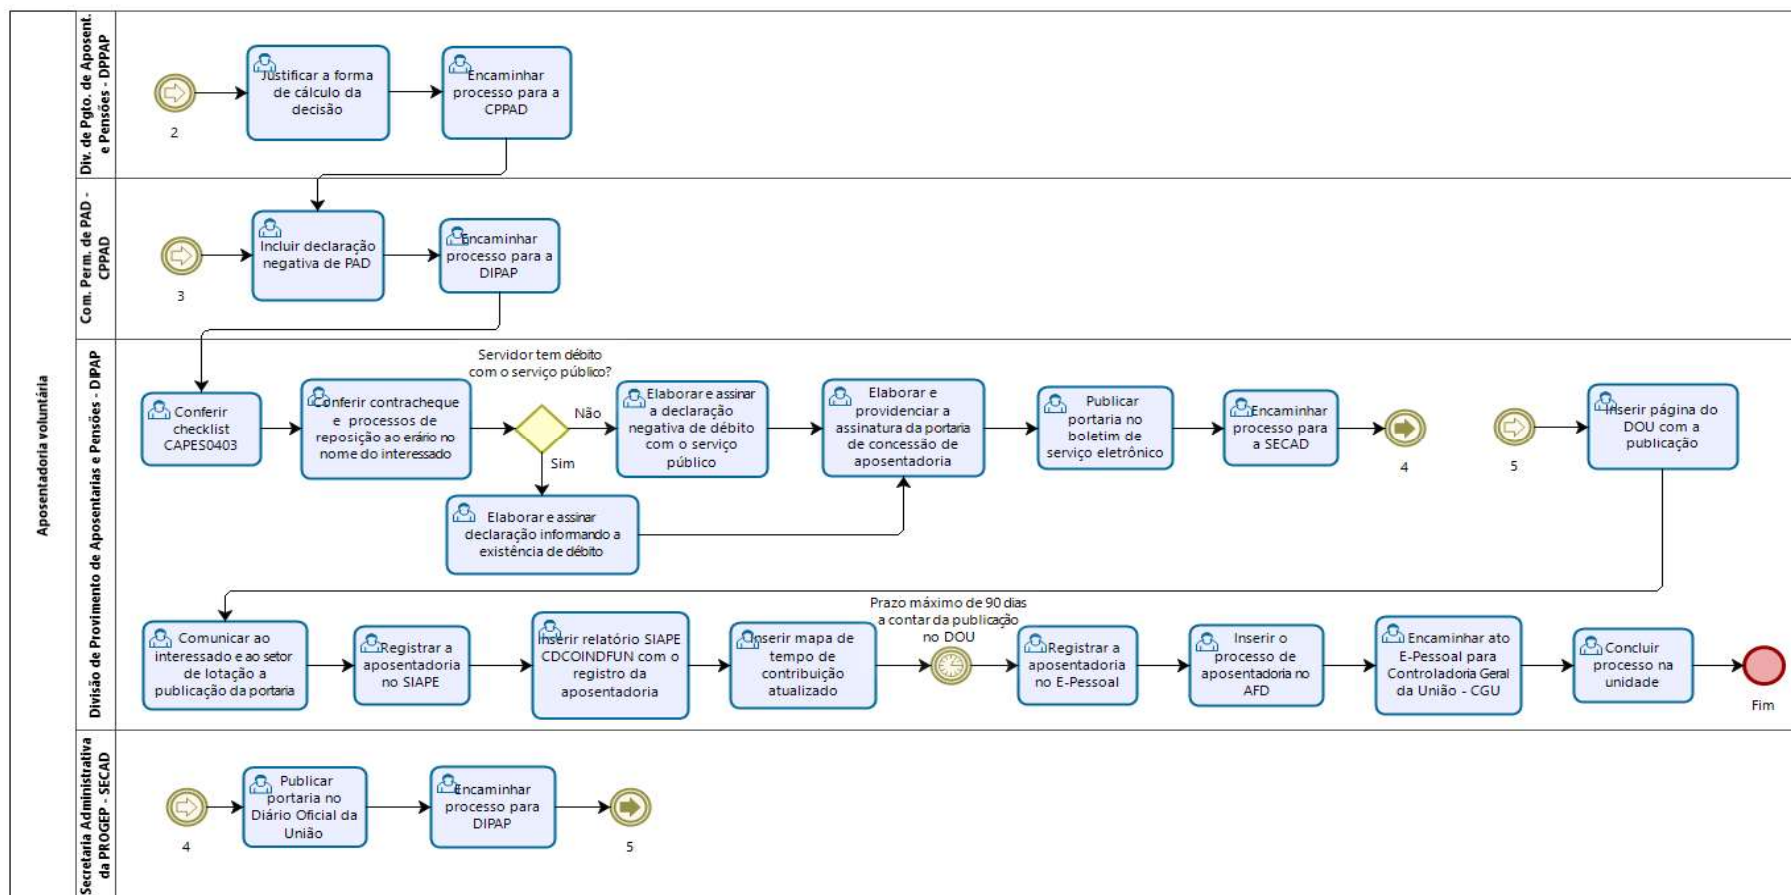 Aposentadoria voluntária
Div. de Pgto. de Aposent.
e Pensões - DPPAP
2
Justificar a forma
de cálculo da
decisão
Encaminhar
processo para a
CPPAD
Com. Perm. de PAD -
CPPAD
3
Incluir declaração
negativa de PAD
Encaminhar
processo para a
DIPAP
Divisão de Provimento de Aposentarias e Pensões - DIPAP
Conferir
checklist
CAPES0403
Conferir contracheque
e processos de
reposição ao erário no
nome do interessado
Servidor tem débito
com o serviço público?
Não
Sim
Elaborar e assinar
a declaração
negativa de débito
com o serviço
público
Elaborar e assinar
declaração informando a
existência de débito
Elaborar e
providenciar a
assinatura da portaria
de concessão de
aposentadoria
Publicar
portaria no
boletim de
serviço eletrônico
Encaminhar
processo para
a SECAD
4
5
Inserir página do
DOU com a
publicação
Comunicar ao
interessado e ao setor
de lotação a
publicação da portaria
Registrar a
aposentadoria
no SIAPE
Inserir relatório SIAPE
CDCOINDFUN com o
registro da
aposentadoria
Inserir mapa de
tempo de
contribuição
atualizado
Prazo máximo de 90 dias
a contar da publicação
no DOU
Registrar a
aposentadoria
no E-Pessoal
Inserir o
processo de
aposentadoria no
AFD
Encaminhar ato
E-Pessoal para
Controladoria Geral
da União - CGU
Concluir
processo na
unidade
Fim
Secretaria Administrativa
da PROGEP - SECAD
4
Publicar
portaria no
Diário Oficial da
União
Encaminhar
processo para
DIPAP
5